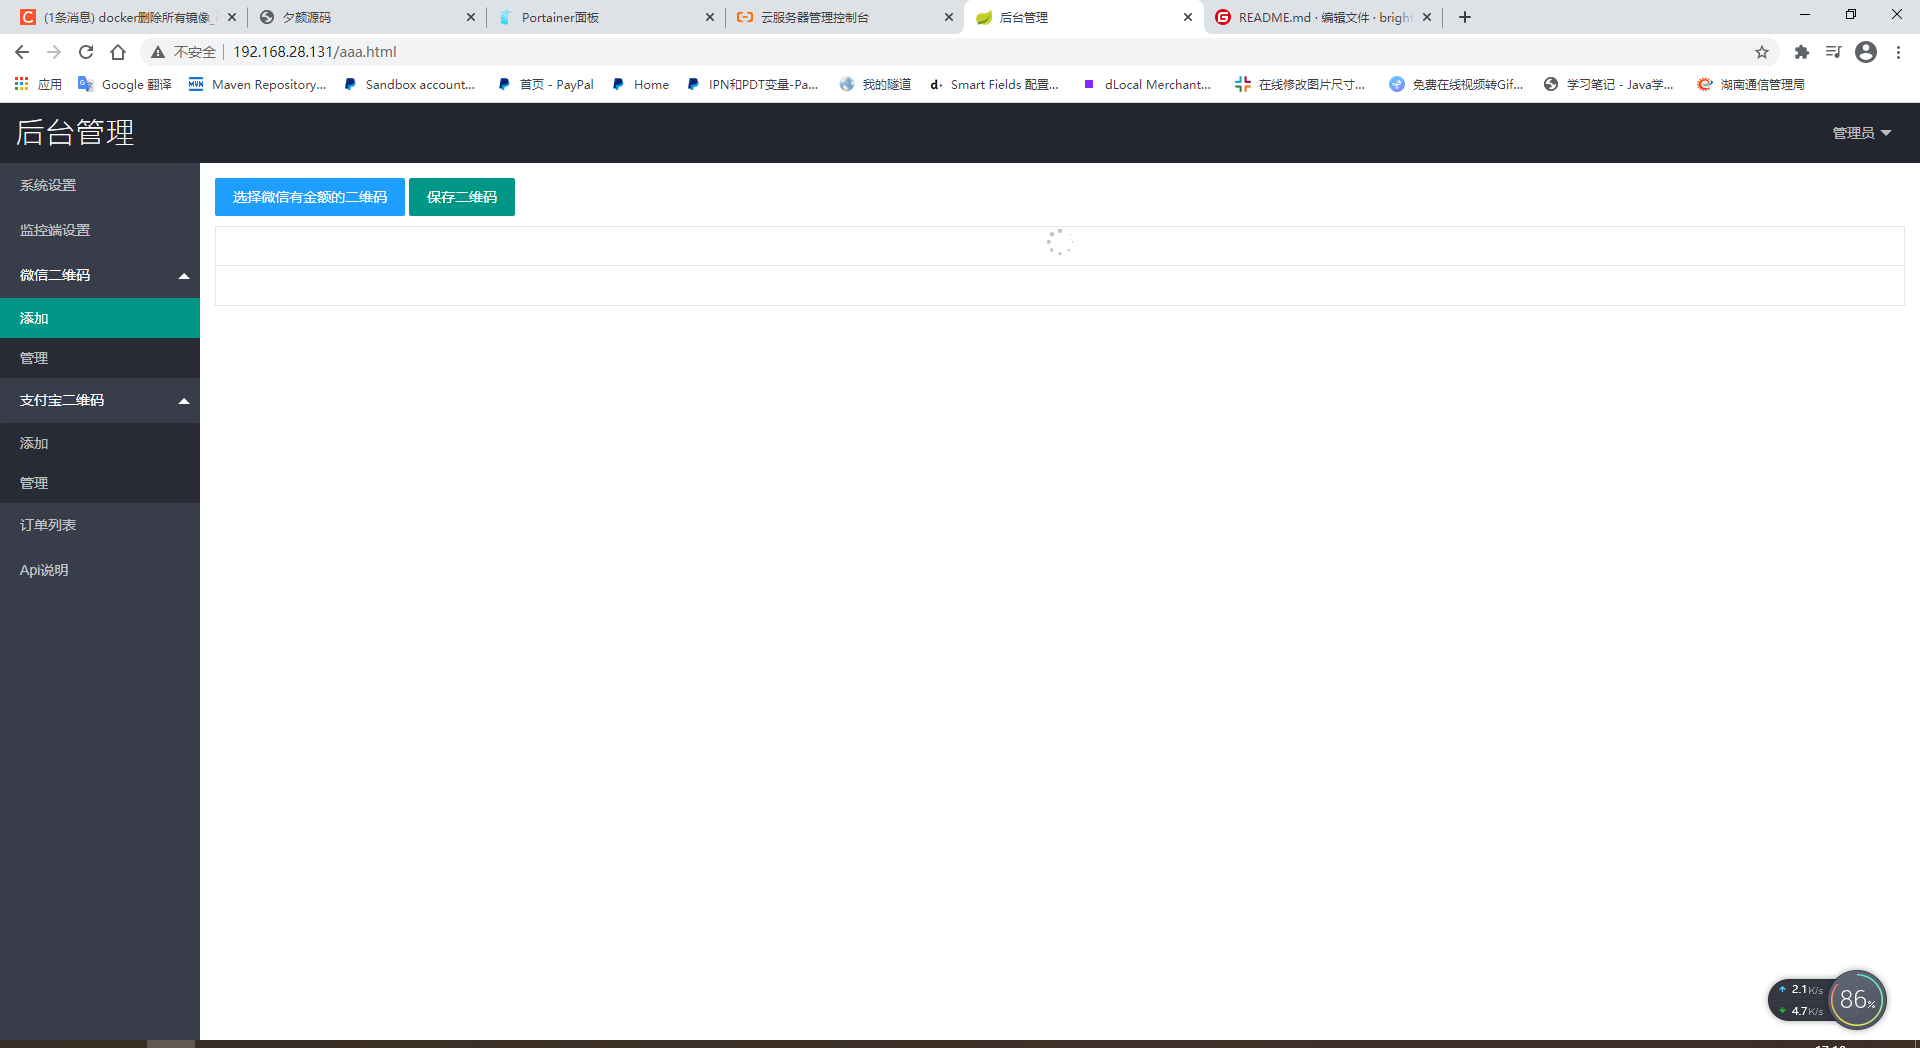 (1条消息) docker删除所有镜像_
夕颜源码
Portainer面板
云服务器管理控制台
后台管理
README.md · 编辑文件 · bright
不安全
192.168.28.131/aaa.html
应用
Google 翻译
Maven Repository...
Sandbox account...
首页 - PayPal
Home
IPN和PDT变量-Pa...
我的隧道
d·
Smart Fields 配置...
dLocal Merchant...
在线修改图片尺寸...
免费在线视频转Gif...
学习笔记 - Java学...
湖南通信管理局
后台管理
管理员
系统设置
监控端设置
微信二维码
添加
管理
支付宝二维码
添加
管理
订单列表
Api说明
选择微信有金额的二维码
保存二维码
2.1K/s
4.7K/s
86%